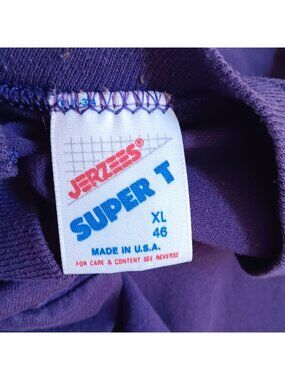 JERZEES®
SUPER T
XL
46
MADE IN U.S.A.
FOR CARE & CONTENT SEE REVERSE